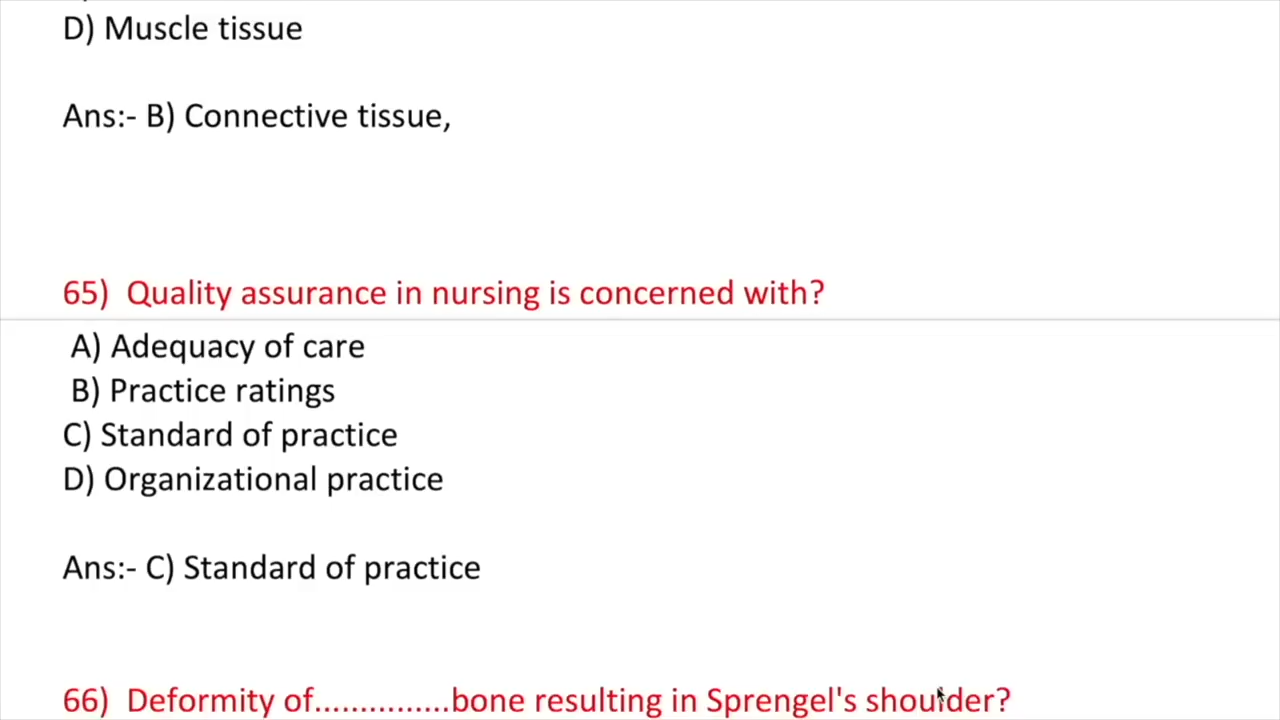 D) Muscle tissue
Ans:- B) Connective tissue,
65) Quality assurance in nursing is concerned with?
A) Adequacy of care
B) Practice ratings
C) Standard of practice
D) Organizational practice
Ans:- C) Standard of practice
66) Deformity of...............bone resulting in Sprengel's shoulder?